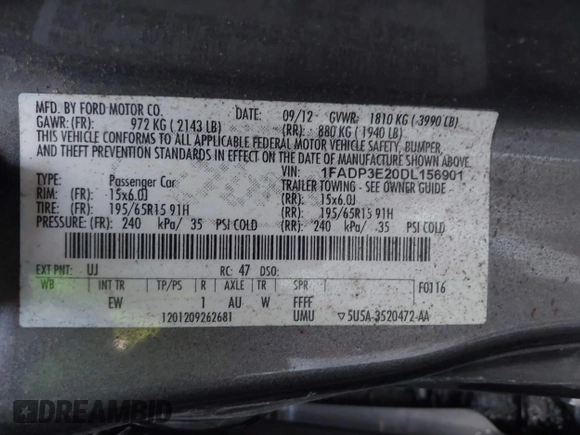 MFD. BY FORD MOTOR CO.
DATE: 09/12 GVWR: 1810 KG ( 3990 LB)
GAWR: (FR): 972 KG ( 2143 LB) (RR): 880 KG ( 1940 LB)
THIS VEHICLE CONFORMS TO ALL APPLICABLE FEDERAL MOTOR VEHICLE SAFETY, BUMPER,
AND THEFT PREVENTION STANDARDS IN EFFECT ON THE DATE OF MANUFACTURE SHOWN ABOVE.
VIN: 1FADP3E20DL156901
TYPE: Passenger Car TRAILER TOWING - SEE OWNER GUIDE
RIM: (FR): 15x6.0J (RR): 15x6.0J
TIRE: (FR): 195/65R15 91H (RR): 195/65R15 91H
PRESSURE: (FR): 240 kPa/ 35 PSI COLD (RR): 240 kPa/ 35 PSI COLD
EXT PNT: UJ RC: 47 DSO:
WB INT TR TP/PS R AXLE TR SPR F0116
EW 1 AU W FFFF
1201209262681 UMU ▽5U5A-3520472-AA
DREAMBID